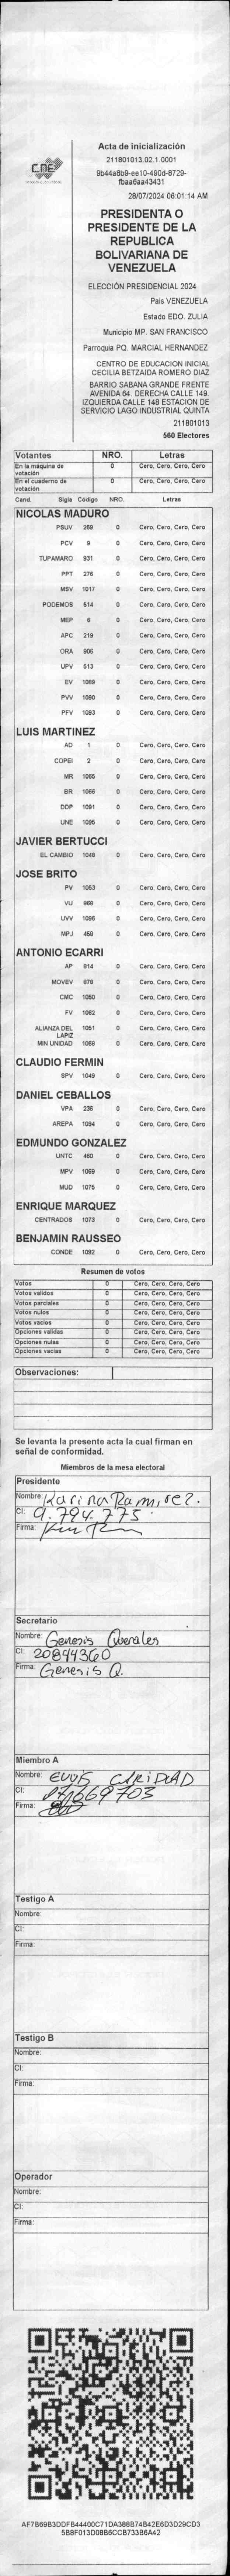 Acta de inicialización
211801013.02.1.0001
9b44a8b9-ee10-490d-8729-
fbaa6aa43431
28/07/2024 06:01:14 AM
CNE
PRESIDENTA O
PRESIDENTE DE LA
REPUBLICA
BOLIVARIANA DE
VENEZUELA
ELECCIÓN PRESIDENCIAL 2024
País VENEZUELA
Estado EDO. ZULIA
Municipio MP. SAN FRANCISCO
Parroquia PQ. MARCIAL HERNANDEZ
CENTRO DE EDUCACION INICIAL
CECILIA BETZAIDA ROMERO DIAZ
BARRIO SABANA GRANDE FRENTE
AVENIDA 64. DERECHA CALLE 149.
IZQUIERDA CALLE 148 ESTACION DE
SERVICIO LAGO INDUSTRIAL QUINTA
211801013
560 Electores
Votantes NRO. Letras
En la máquina de votación 0 Cero, Cero, Cero, Cero
En el cuaderno de votación 0 Cero, Cero, Cero, Cero
Cand. Sigla Código NRO. Letras
NICOLAS MADURO
PSUV 269 0 Cero, Cero, Cero, Cero
PCV 9 0 Cero, Cero, Cero, Cero
TUPAMARO 931 0 Cero, Cero, Cero, Cero
PPT 276 0 Cero, Cero, Cero, Cero
MSV 1017 0 Cero, Cero, Cero, Cero
PODEMOS 514 0 Cero, Cero, Cero, Cero
MEP 6 0 Cero, Cero, Cero, Cero
APC 219 0 Cero, Cero, Cero, Cero
ORA 906 0 Cero, Cero, Cero, Cero
UPV 513 0 Cero, Cero, Cero, Cero
EV 1069 0 Cero, Cero, Cero, Cero
PVV 1090 0 Cero, Cero, Cero, Cero
PFV 1093 0 Cero, Cero, Cero, Cero
LUIS MARTINEZ
AD 1 0 Cero, Cero, Cero, Cero
COPEI 2 0 Cero, Cero, Cero, Cero
MR 1065 0 Cero, Cero, Cero, Cero
BR 1066 0 Cero, Cero, Cero, Cero
DDP 1091 0 Cero, Cero, Cero, Cero
UNE 1095 0 Cero, Cero, Cero, Cero
JAVIER BERTUCCI
EL CAMBIO 1046 0 Cero, Cero, Cero, Cero
JOSE BRITO
PV 1053 0 Cero, Cero, Cero, Cero
VU 868 0 Cero, Cero, Cero, Cero
UVV 1096 0 Cero, Cero, Cero, Cero
MPJ 458 0 Cero, Cero, Cero, Cero
ANTONIO ECARRI
AP 814 0 Cero, Cero, Cero, Cero
MOVEV 878 0 Cero, Cero, Cero, Cero
CMC 1050 0 Cero, Cero, Cero, Cero
FV 1062 0 Cero, Cero, Cero, Cero
ALIANZA DEL LAPIZ 1051 0 Cero, Cero, Cero, Cero
MIN UNIDAD 1068 0 Cero, Cero, Cero, Cero
CLAUDIO FERMIN
SPV 1049 0 Cero, Cero, Cero, Cero
DANIEL CEBALLOS
VPA 236 0 Cero, Cero, Cero, Cero
AREPA 1094 0 Cero, Cero, Cero, Cero
EDMUNDO GONZALEZ
UNTC 460 0 Cero, Cero, Cero, Cero
MPV 1069 0 Cero, Cero, Cero, Cero
MUD 1075 0 Cero, Cero, Cero, Cero
ENRIQUE MARQUEZ
CENTRADOS 1073 0 Cero, Cero, Cero, Cero
BENJAMIN RAUSSEO
CONDE 1092 0 Cero, Cero, Cero, Cero
Resumen de votos
Votos 0 Cero, Cero, Cero, Cero
Votos validos 0 Cero, Cero, Cero, Cero
Votos parciales 0 Cero, Cero, Cero, Cero
Votos nulos 0 Cero, Cero, Cero, Cero
Votos vacios 0 Cero, Cero, Cero, Cero
Opciones validas 0 Cero, Cero, Cero, Cero
Opciones nulas 0 Cero, Cero, Cero, Cero
Opciones vacias 0 Cero, Cero, Cero, Cero
Observaciones:
Se levanta la presente acta la cual firman en
señal de conformidad.
Miembros de la mesa electoral
Presidente
Nombre: Karina Ramirez.
CI: 9.794.775.
Firma:
Secretario
Nombre: Genesis Querales
CI: 20844360
Firma: Genesis Q.
Miembro A
Nombre: CARIDAD
CI:
Firma:
Testigo A
Nombre:
CI:
Firma:
Testigo B
Nombre:
CI:
Firma:
Operador
Nombre:
CI:
Firma:
AF7B69B3DDFB44400C71DA388B74B42E6D3D29CD3
5B8F013D08B6CCB733B6A42